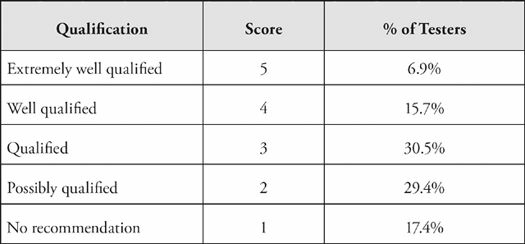 Qualification Score % of Testers
Extremely well qualified 5 6.9%
Well qualified 4 15.7%
Qualified 3 30.5%
Possibly qualified 2 29.4%
No recommendation 1 17.4%